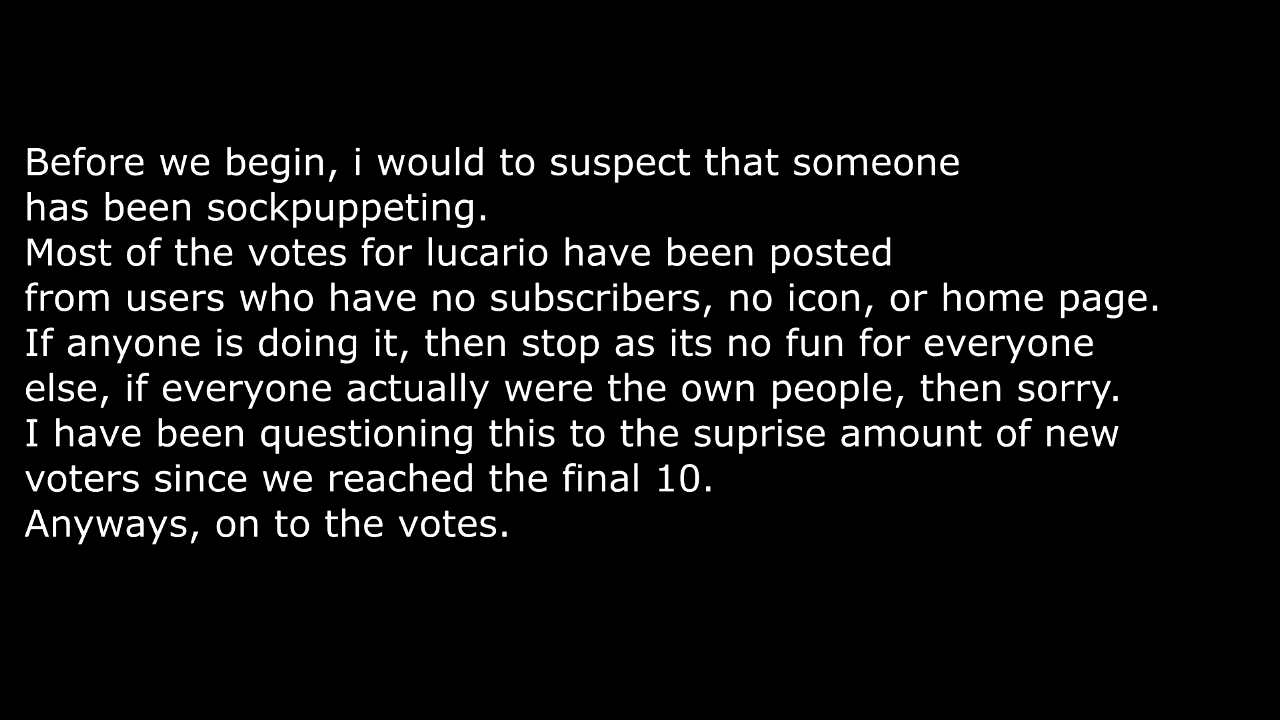 Before we begin, i would to suspect that someone
has been sockpuppeting.
Most of the votes for lucario have been posted
from users who have no subscribers, no icon, or home page.
If anyone is doing it, then stop as its no fun for everyone
else, if everyone actually were the own people, then sorry.
I have been questioning this to the suprise amount of new
voters since we reached the final 10.
Anyways, on to the votes.